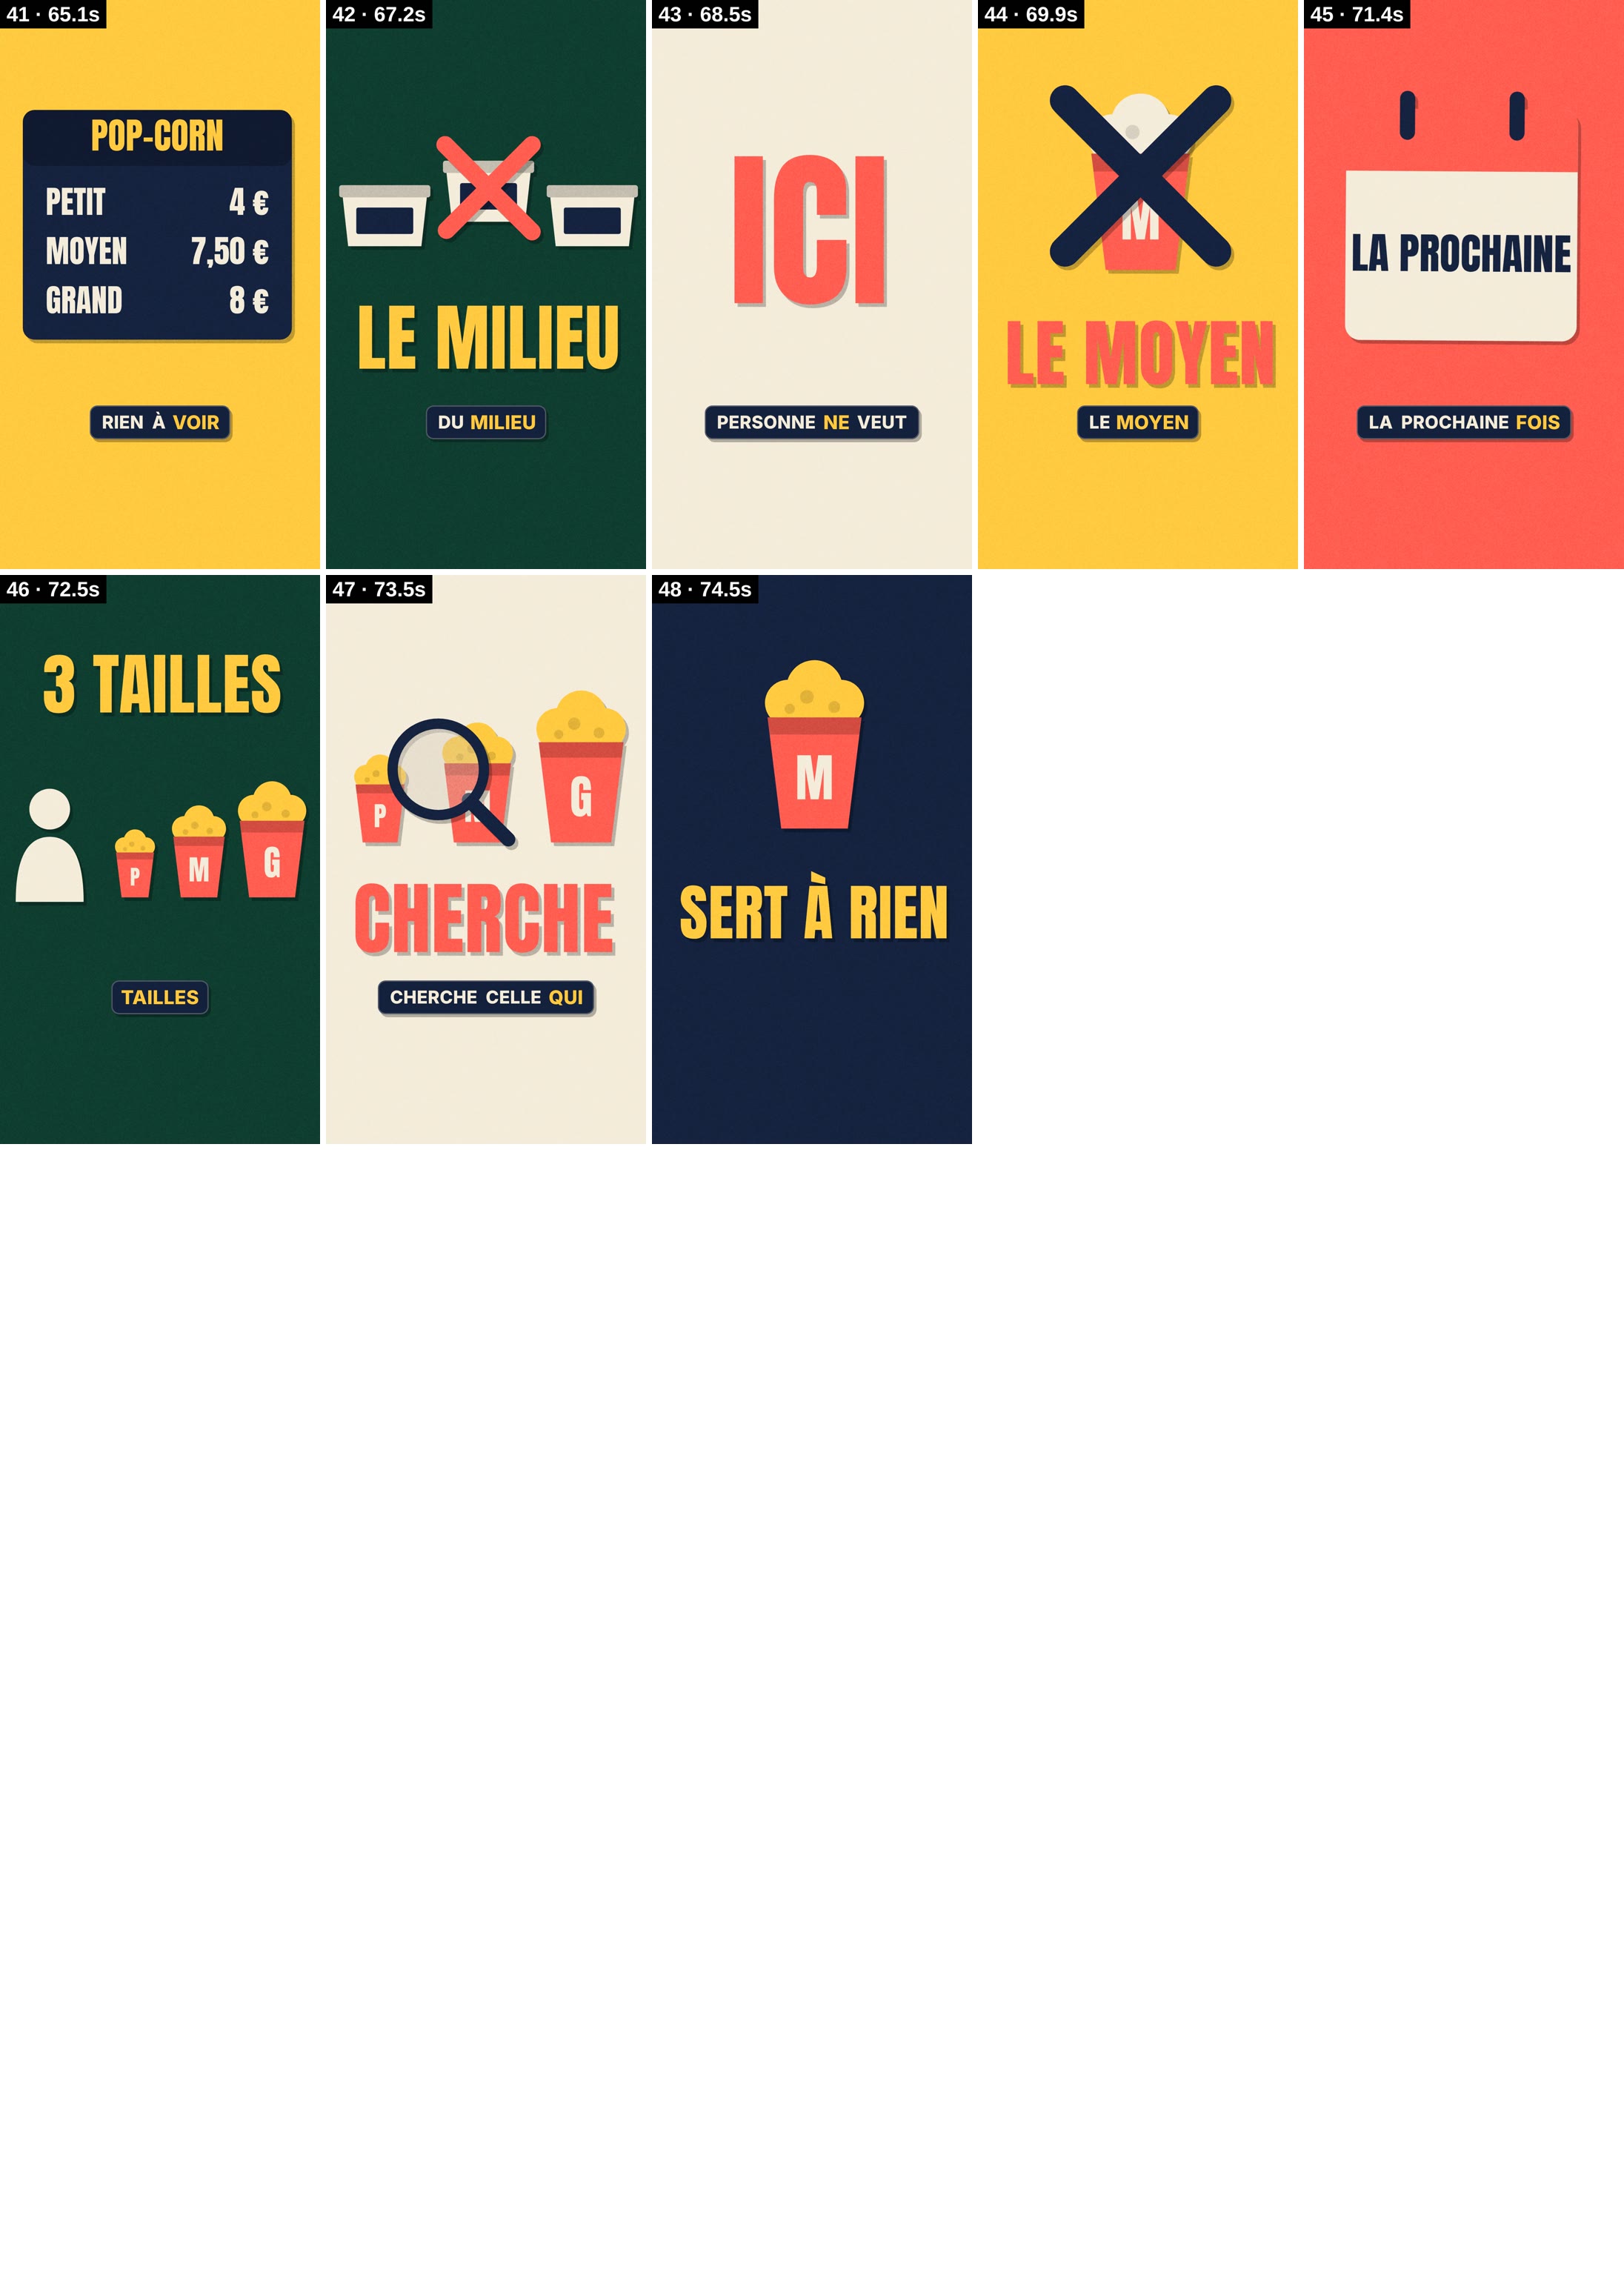 41 · 65.1s
POP-CORN
PETIT 4 €
MOYEN 7,50 €
GRAND 8 €
RIEN À VOIR
42 · 67.2s
LE MILIEU
DU MILIEU
43 · 68.5s
ICI
PERSONNE NE VEUT
44 · 69.9s
M
LE MOYEN
LE MOYEN
45 · 71.4s
LA PROCHAINE
LA PROCHAINE FOIS
46 · 72.5s
3 TAILLES
P M G
TAILLES
47 · 73.5s
P M G
CHERCHE
CHERCHE CELLE QUI
48 · 74.5s
M
SERT À RIEN